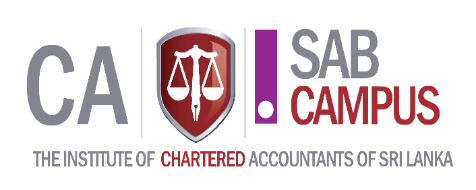 CA
SAB
CAMPUS
THE INSTITUTE OF CHARTERED ACCOUNTANTS OF SRI LANKA